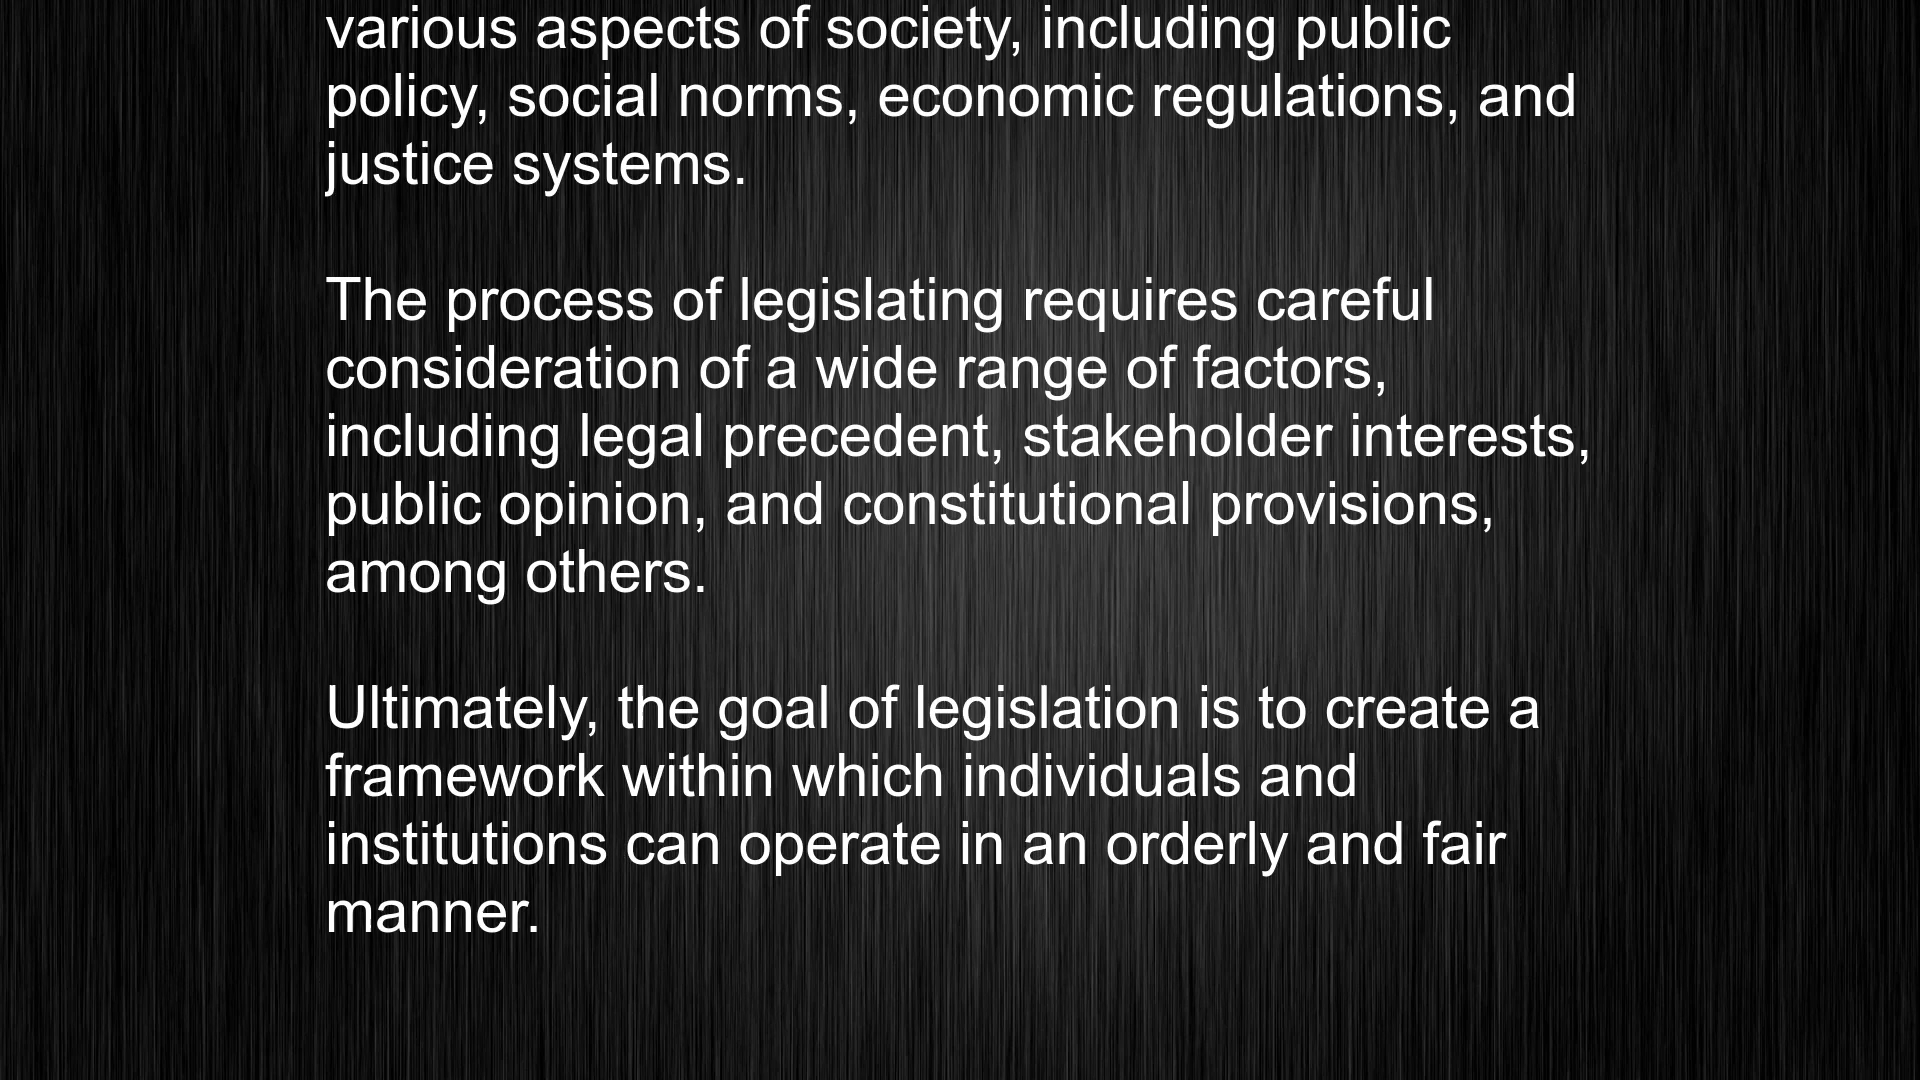 various aspects of society, including public
policy, social norms, economic regulations, and
justice systems.
The process of legislating requires careful
consideration of a wide range of factors,
including legal precedent, stakeholder interests,
public opinion, and constitutional provisions,
among others.
Ultimately, the goal of legislation is to create a
framework within which individuals and
institutions can operate in an orderly and fair
manner.